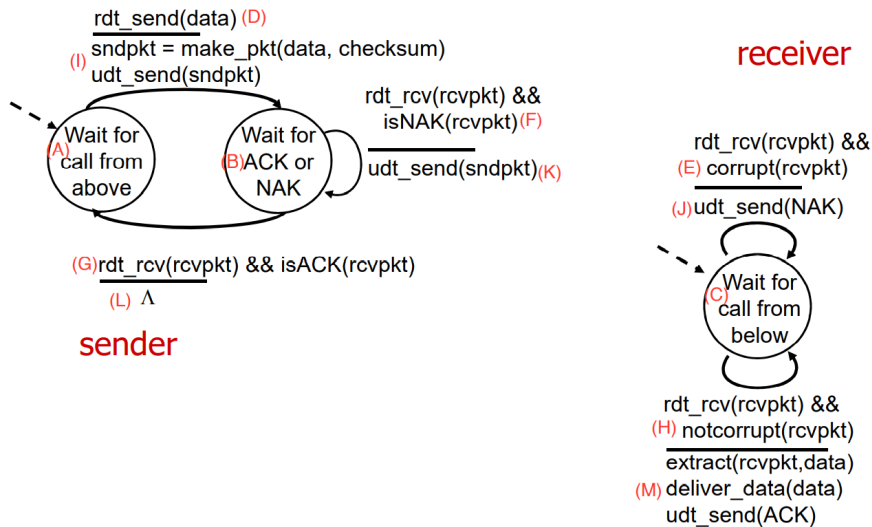 rdt_send(data) (D)
(I) sndpkt = make_pkt(data, checksum)
udt_send(sndpkt)
(A) Wait for
call from
above
(B) Wait for
ACK or
NAK
rdt_rcv(rcvpkt) &&
isNAK(rcvpkt) (F)
udt_send(sndpkt) (K)
(G) rdt_rcv(rcvpkt) && isACK(rcvpkt)
(L) Λ
sender
receiver
rdt_rcv(rcvpkt) &&
(E) corrupt(rcvpkt)
(J) udt_send(NAK)
(C) Wait for
call from
below
rdt_rcv(rcvpkt) &&
(H) notcorrupt(rcvpkt)
extract(rcvpkt,data)
(M) deliver_data(data)
udt_send(ACK)